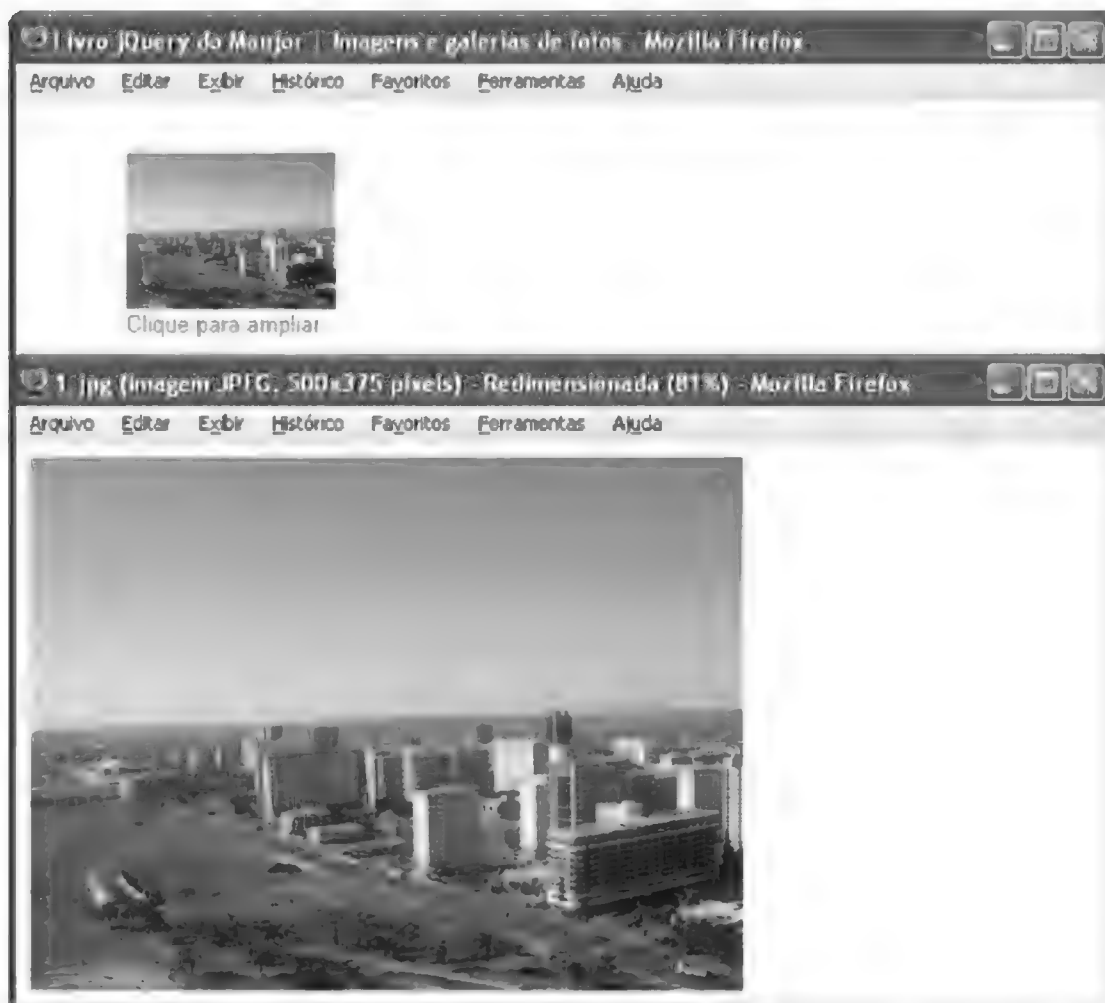 Livro jQuery do Maujor | Imagens e galerias de fotos - Mozilla Firefox
Arquivo Editar Exibir Histórico Favoritos Ferramentas Ajuda
Clique para ampliar
1.jpg (imagem JPEG, 500x375 pixels) - Redimensionada (81%) - Mozilla Firefox
Arquivo Editar Exibir Histórico Favoritos Ferramentas Ajuda